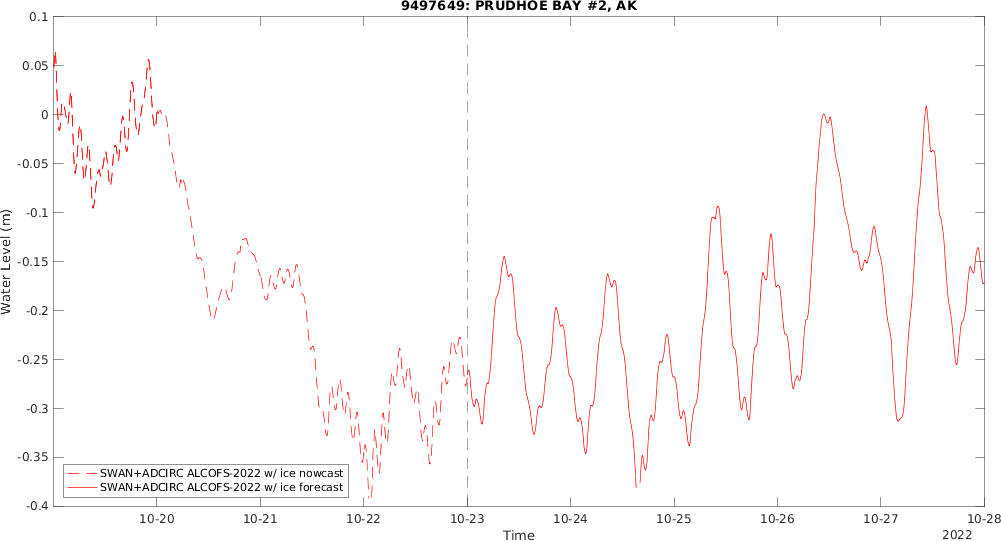 9497649: PRUDHOE BAY #2, AK
0.1
0.05
0
-0.05
-0.1
-0.15
-0.2
-0.25
-0.3
-0.35
-0.4
Water Level (m)
SWAN+ADCIRC ALCOFS-2022 w/ ice nowcast
SWAN+ADCIRC ALCOFS-2022 w/ ice forecast
10-20 10-21 10-22 10-23 10-24 10-25 10-26 10-27 10-28
Time
2022